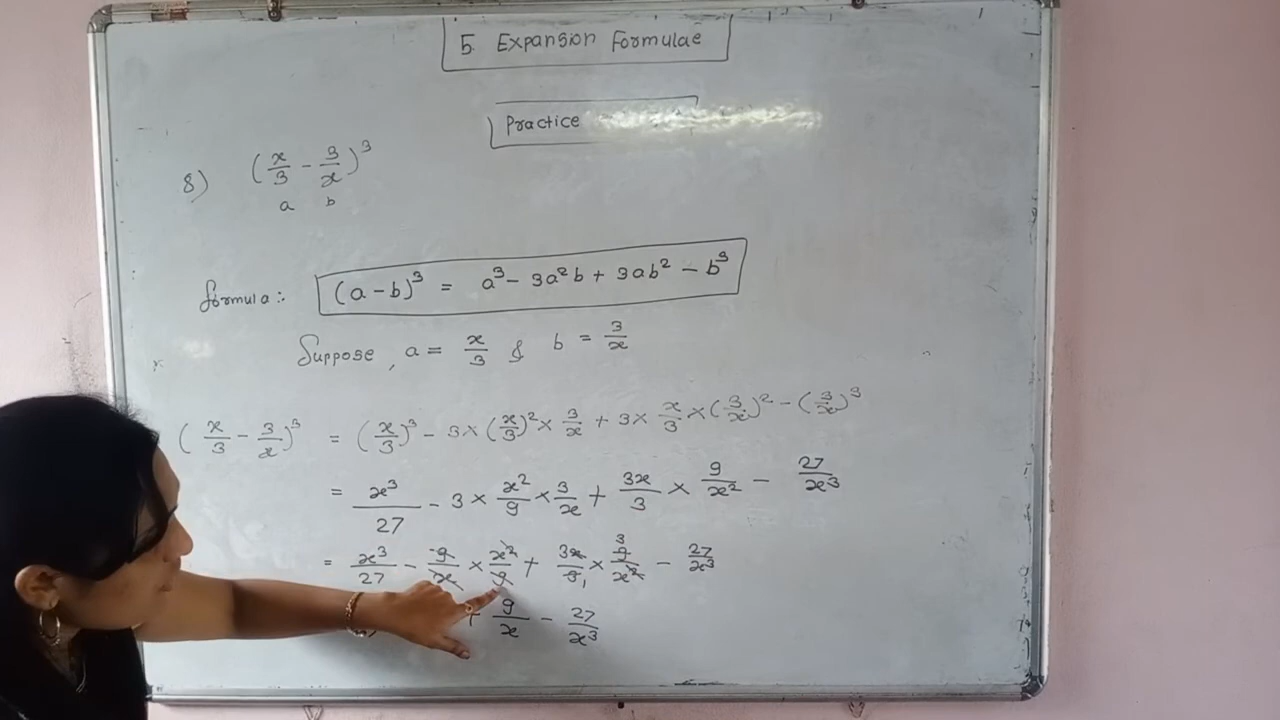 5. Expansion Formulae
Practice
8) (x/3 - 3/x)³
a b
formula:- (a - b)³ = a³ - 3a²b + 3ab² - b³
Suppose, a = x/3 & b = 3/x
(x/3 - 3/x)³ = (x/3)³ - 3 × (x/3)² × 3/x + 3 × x/3 × (3/x)² - (3/x)³
= x³/27 - 3 × x²/9 × 3/x + 3x/3 × 9/x² - 27/x³
= x³/27 - 9/x × x²/9 + 3x/3 × 9/x² - 27/x³
+ 9/x - 27/x³